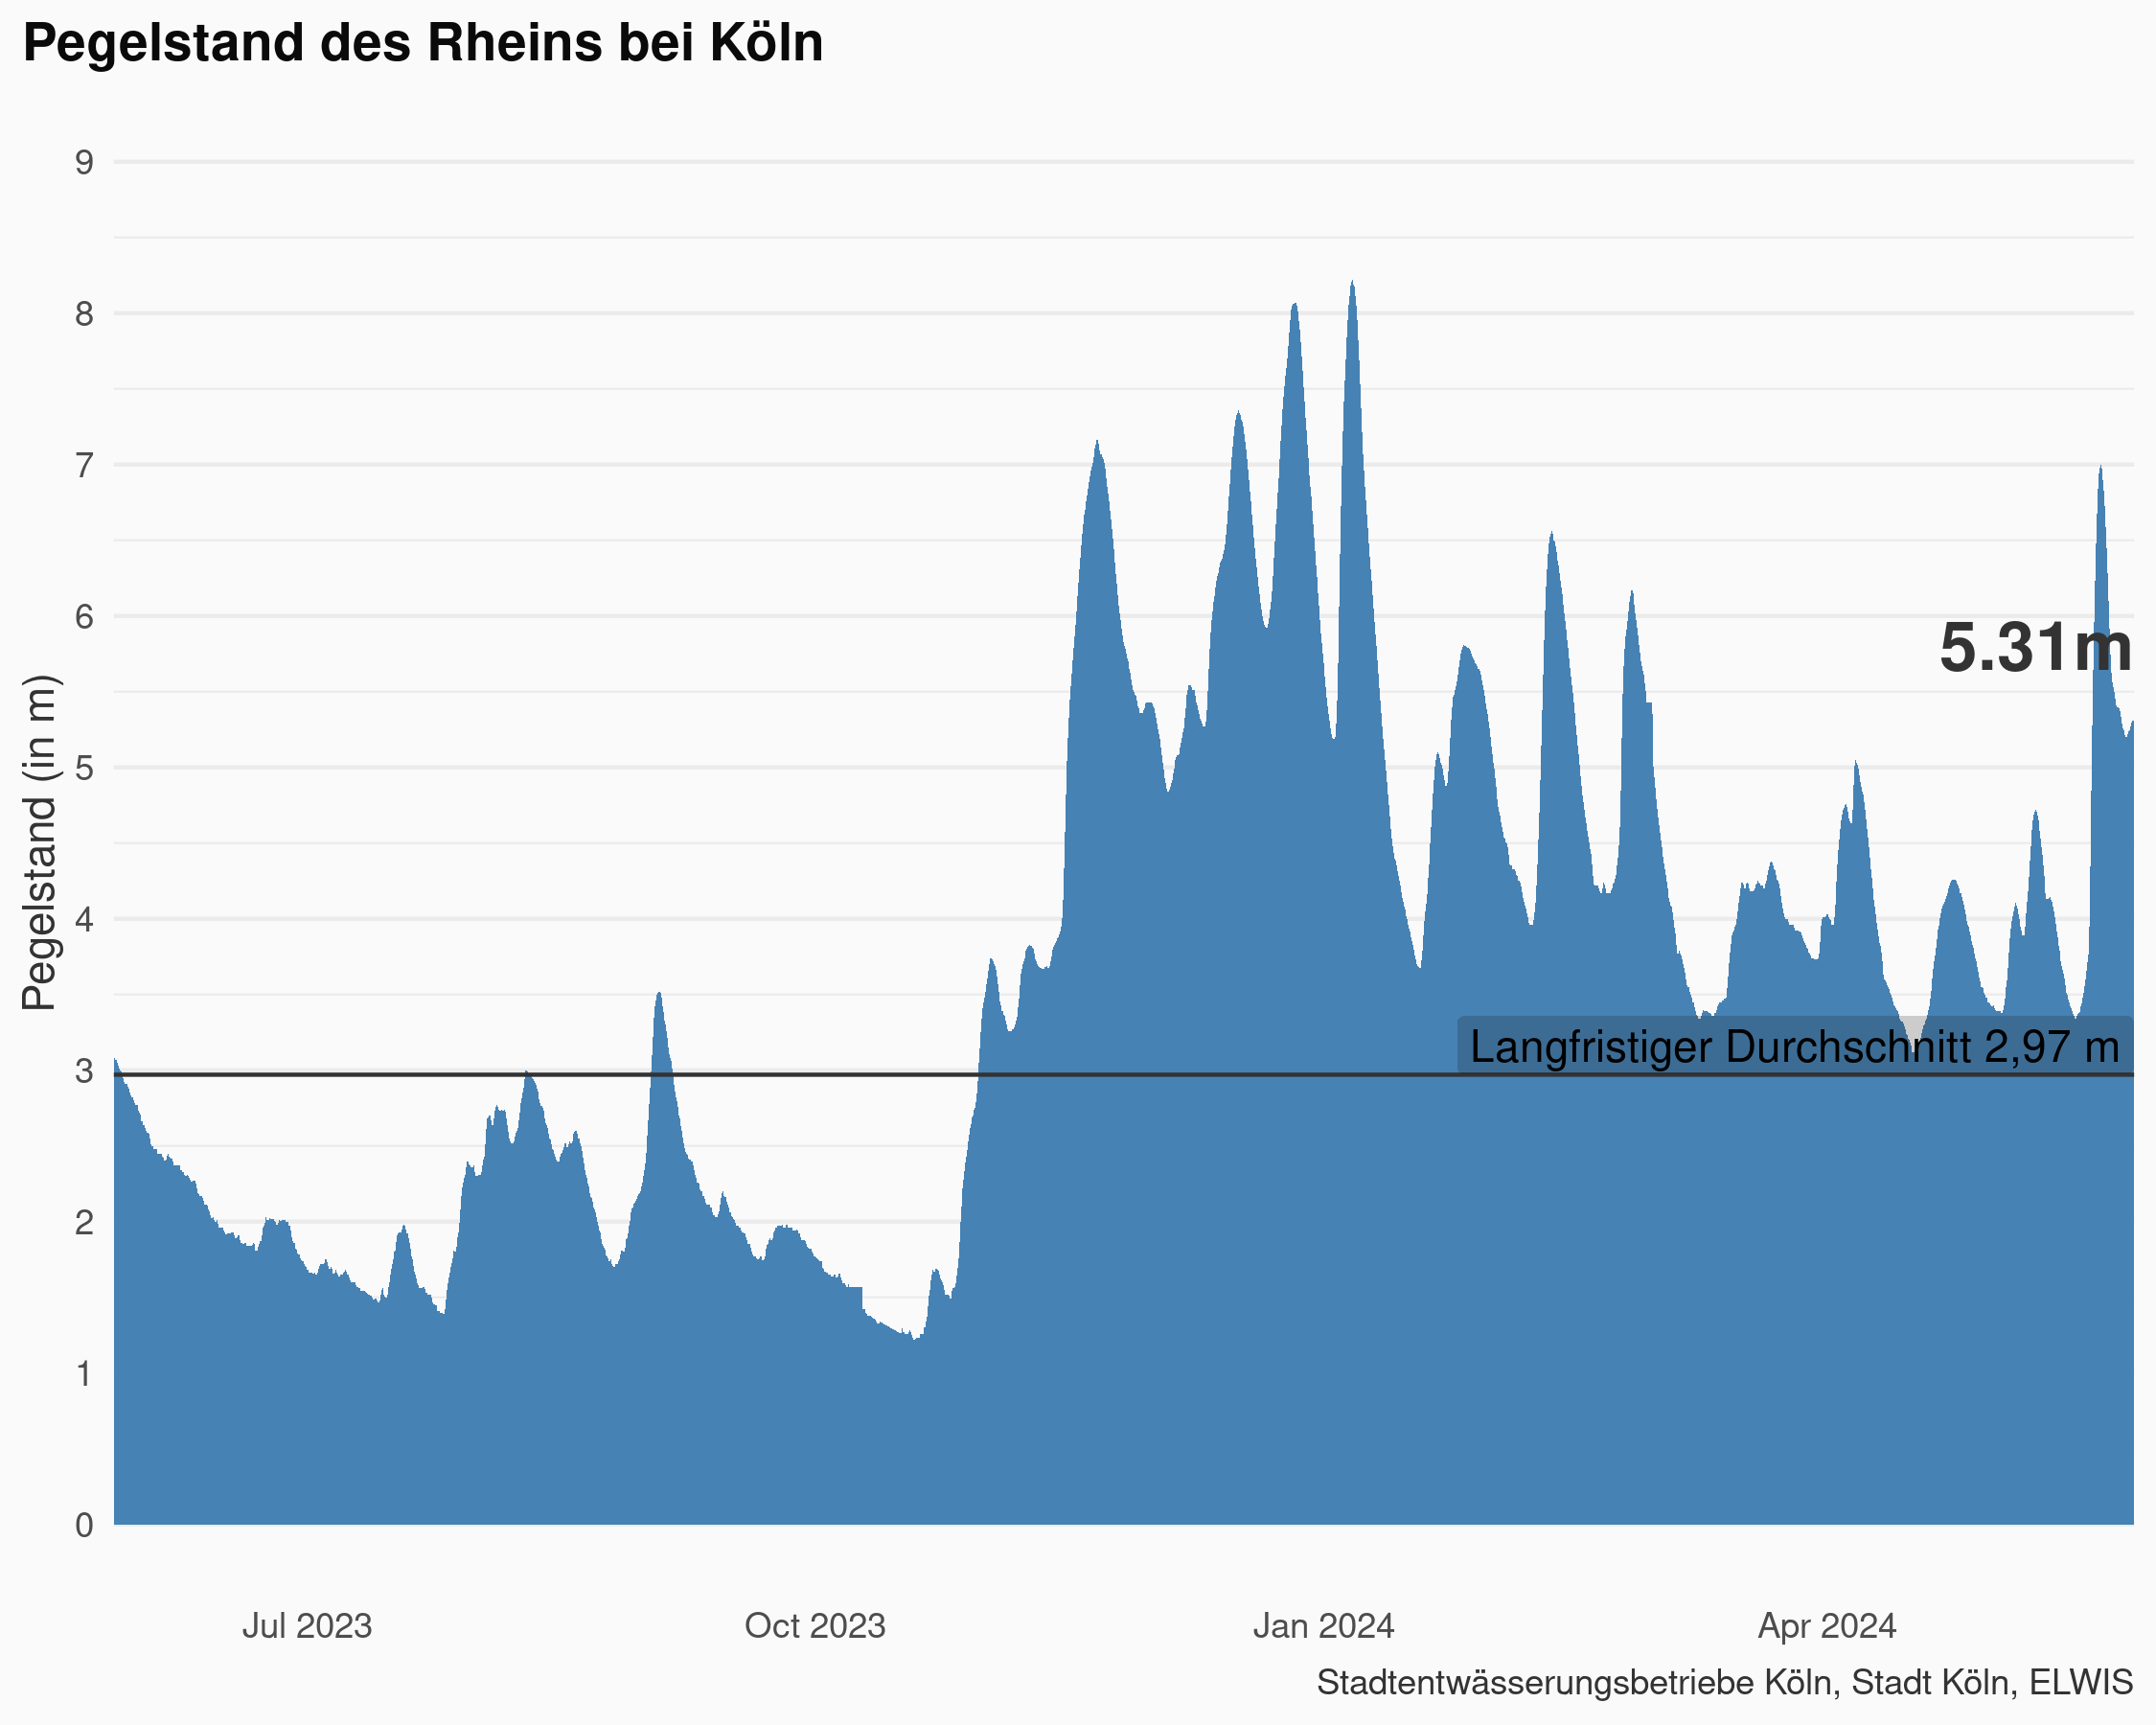 Pegelstand des Rheins bei Köln
9
8
7
6
5
4
3
2
1
0
Pegelstand (in m)
5.31m
Langfristiger Durchschnitt 2,97 m
Jul 2023
Oct 2023
Jan 2024
Apr 2024
Stadtentwässerungsbetriebe Köln, Stadt Köln, ELWIS